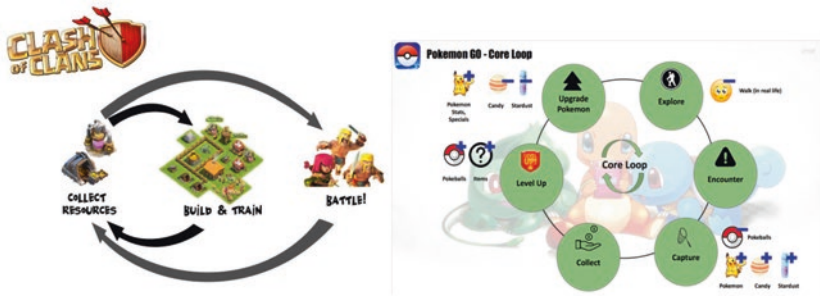 CLASH
OF CLANS
COLLECT
RESOURCES
BUILD & TRAIN
BATTLE!
Pokemon GO - Core Loop
Pokemon
Stats,
Specials
Candy
Stardust
Upgrade
Pokemon
Explore
Walk (in real life)
Pokeballs
Items
Level Up
Core Loop
Encounter
Collect
Capture
Pokeballs
Pokemon
Candy
Stardust